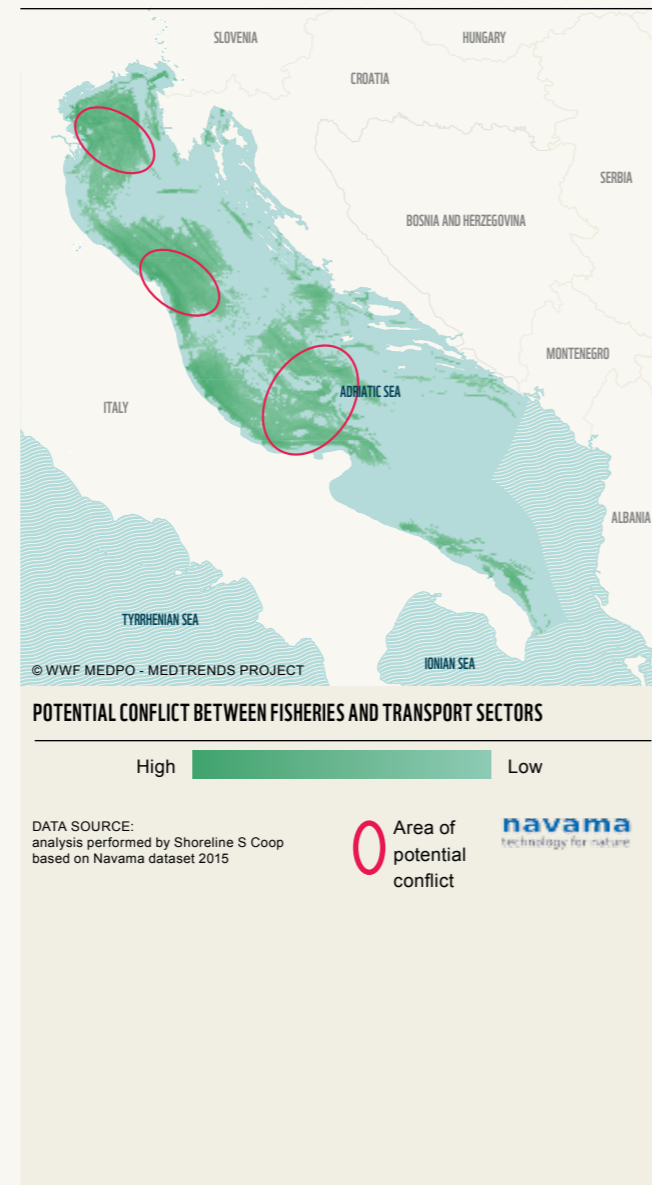 SLOVENIA
HUNGARY
CROATIA
SERBIA
BOSNIA AND HERZEGOVINA
MONTENEGRO
ADRIATIC SEA
ITALY
ALBANIA
TYRRHENIAN SEA
IONIAN SEA
© WWF MEDPO - MEDTRENDS PROJECT
POTENTIAL CONFLICT BETWEEN FISHERIES AND TRANSPORT SECTORS
High
Low
DATA SOURCE:
analysis performed by Shoreline S Coop
based on Navama dataset 2015
Area of
potential
conflict
navama
technology for nature